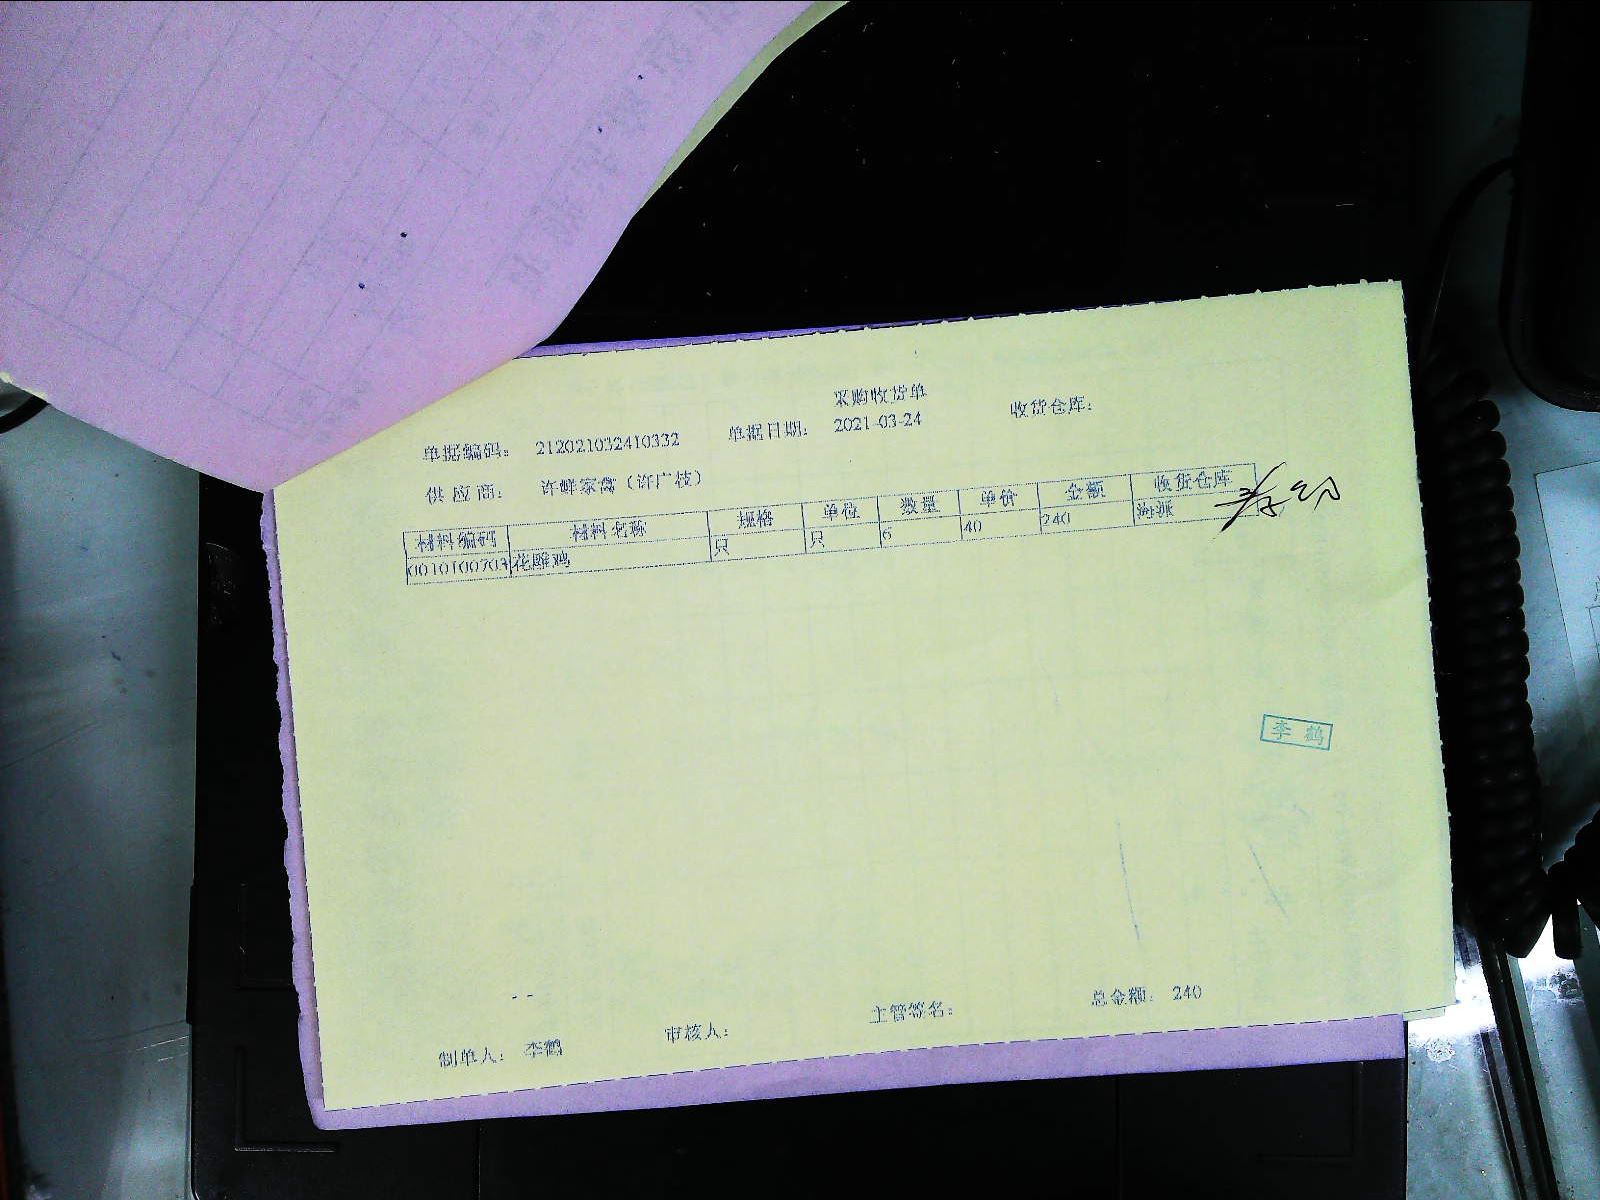 采购收货单
单据编码： 212021032410332 单据日期： 2021-03-24 收货仓库：
供应商： 许鲜家禽（许广技）
材料编码 材料名称 规格 单位 数量 单价 金额 收货仓库
0010100703 花雕鸡 只 只 6 40 240
李鹤
制单人： 李鹤 审核人： 主管签名： 总金额： 240